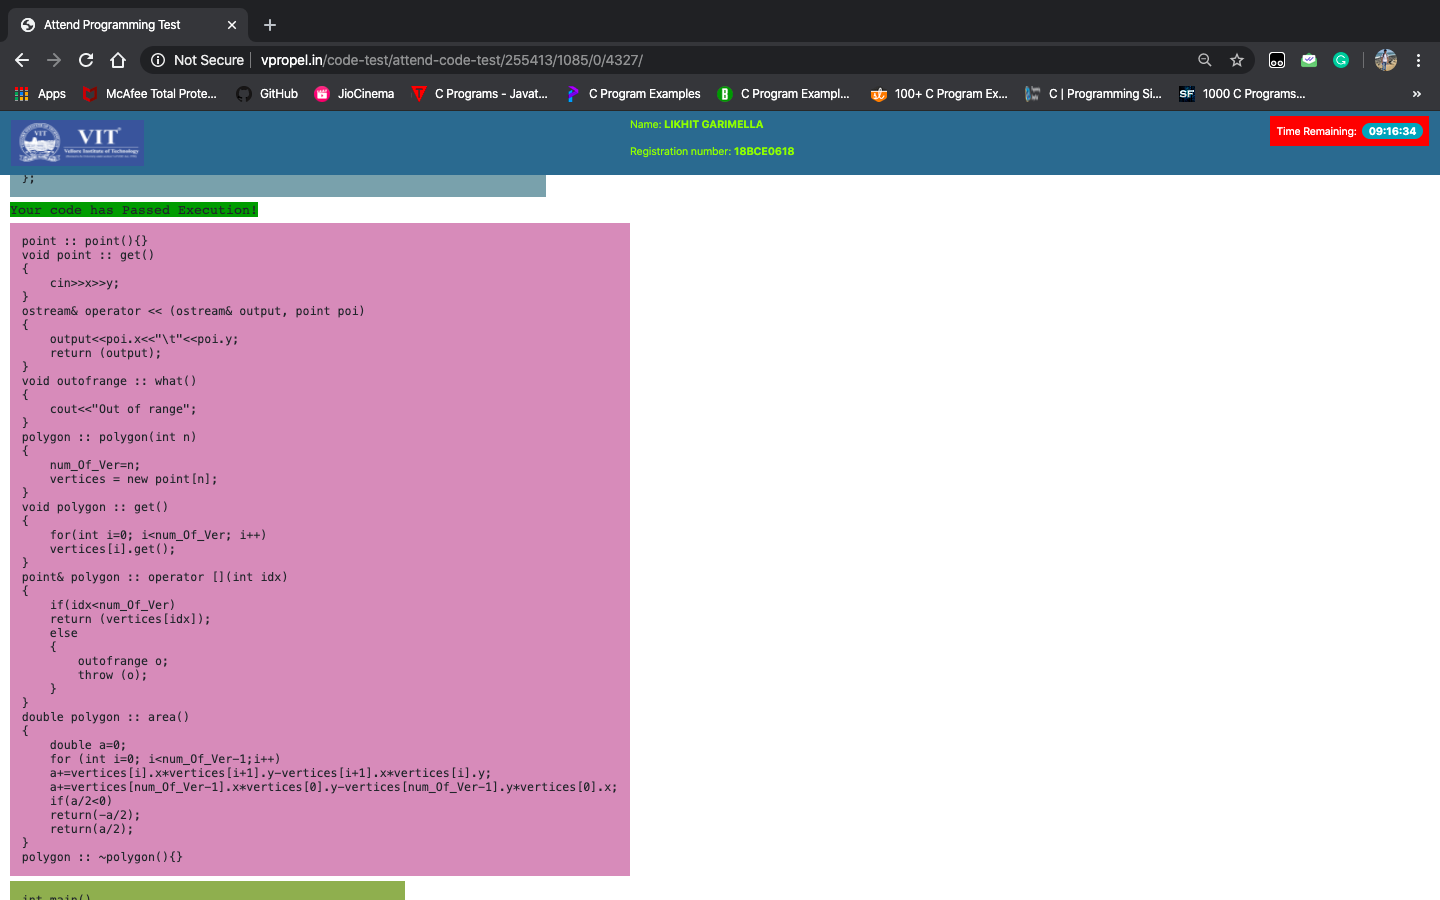 Attend Programming Test
Not Secure
vpropel.in/code-test/attend-code-test/255413/1085/0/4327/
Apps
McAfee Total Prote...
GitHub
JioCinema
C Programs - Javat...
C Program Examples
C Program Exampl...
100+ C Program Ex...
C | Programming Si...
SF
1000 C Programs...
»
VIT
VIT
Vellore Institute of Technology
Name: LIKHIT GARIMELLA
Registration number: 18BCE0618
Time Remaining: 09:16:34
};
Your code has Passed Execution!
point :: point(){}
void point :: get()
{
    cin>>x>>y;
}
ostream& operator << (ostream& output, point poi)
{
    output<<poi.x<<"\t"<<poi.y;
    return (output);
}
void outofrange :: what()
{
    cout<<"Out of range";
}
polygon :: polygon(int n)
{
    num_Of_Ver=n;
    vertices = new point[n];
}
void polygon :: get()
{
    for(int i=0; i<num_Of_Ver; i++)
    vertices[i].get();
}
point& polygon :: operator [](int idx)
{
    if(idx<num_Of_Ver)
    return (vertices[idx]);
    else
    {
        outofrange o;
        throw (o);
    }
}
double polygon :: area()
{
    double a=0;
    for (int i=0; i<num_Of_Ver-1;i++)
    a+=vertices[i].x*vertices[i+1].y-vertices[i+1].x*vertices[i].y;
    a+=vertices[num_Of_Ver-1].x*vertices[0].y-vertices[num_Of_Ver-1].y*vertices[0].x;
    if(a/2<0)
    return(-a/2);
    return(a/2);
}
polygon :: ~polygon(){}
int main()